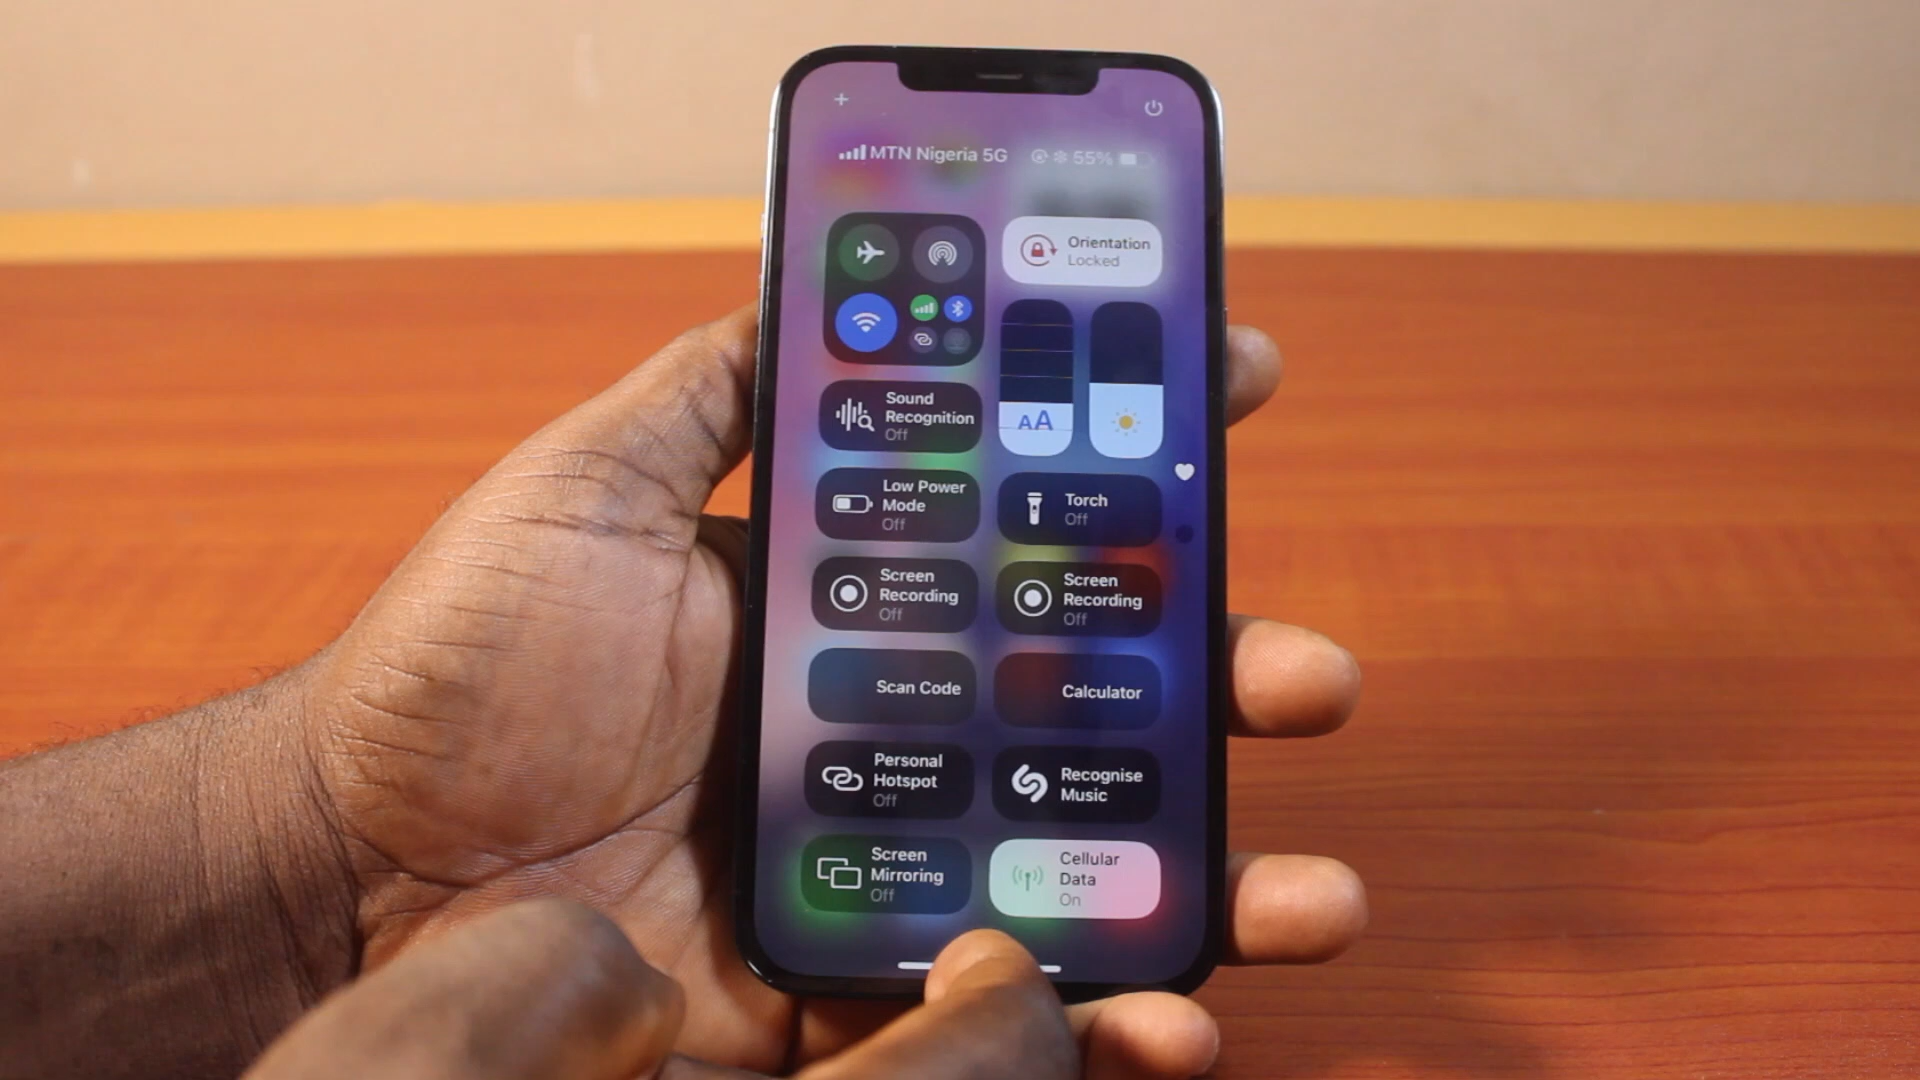 MTN Nigeria 5G 55%
Orientation
Locked
Sound
Recognition
Off
AA
Low Power
Mode
Off
Torch
Off
Screen
Recording
Off
Screen
Recording
Off
Scan Code
Calculator
Personal
Hotspot
Off
Recognise
Music
Screen
Mirroring
Off
Cellular
Data
On